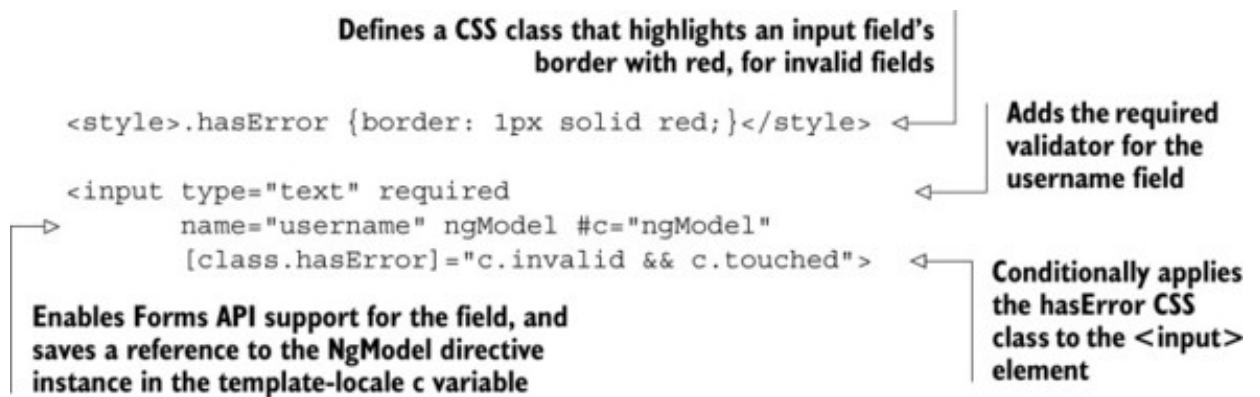 Defines a CSS class that highlights an input field's
border with red, for invalid fields
<style>.hasError {border: 1px solid red;}</style>
Adds the required
validator for the
username field
<input type="text" required
name="username" ngModel #c="ngModel"
[class.hasError]="c.invalid && c.touched">
Conditionally applies
the hasError CSS
class to the <input>
element
Enables Forms API support for the field, and
saves a reference to the NgModel directive
instance in the template-locale c variable